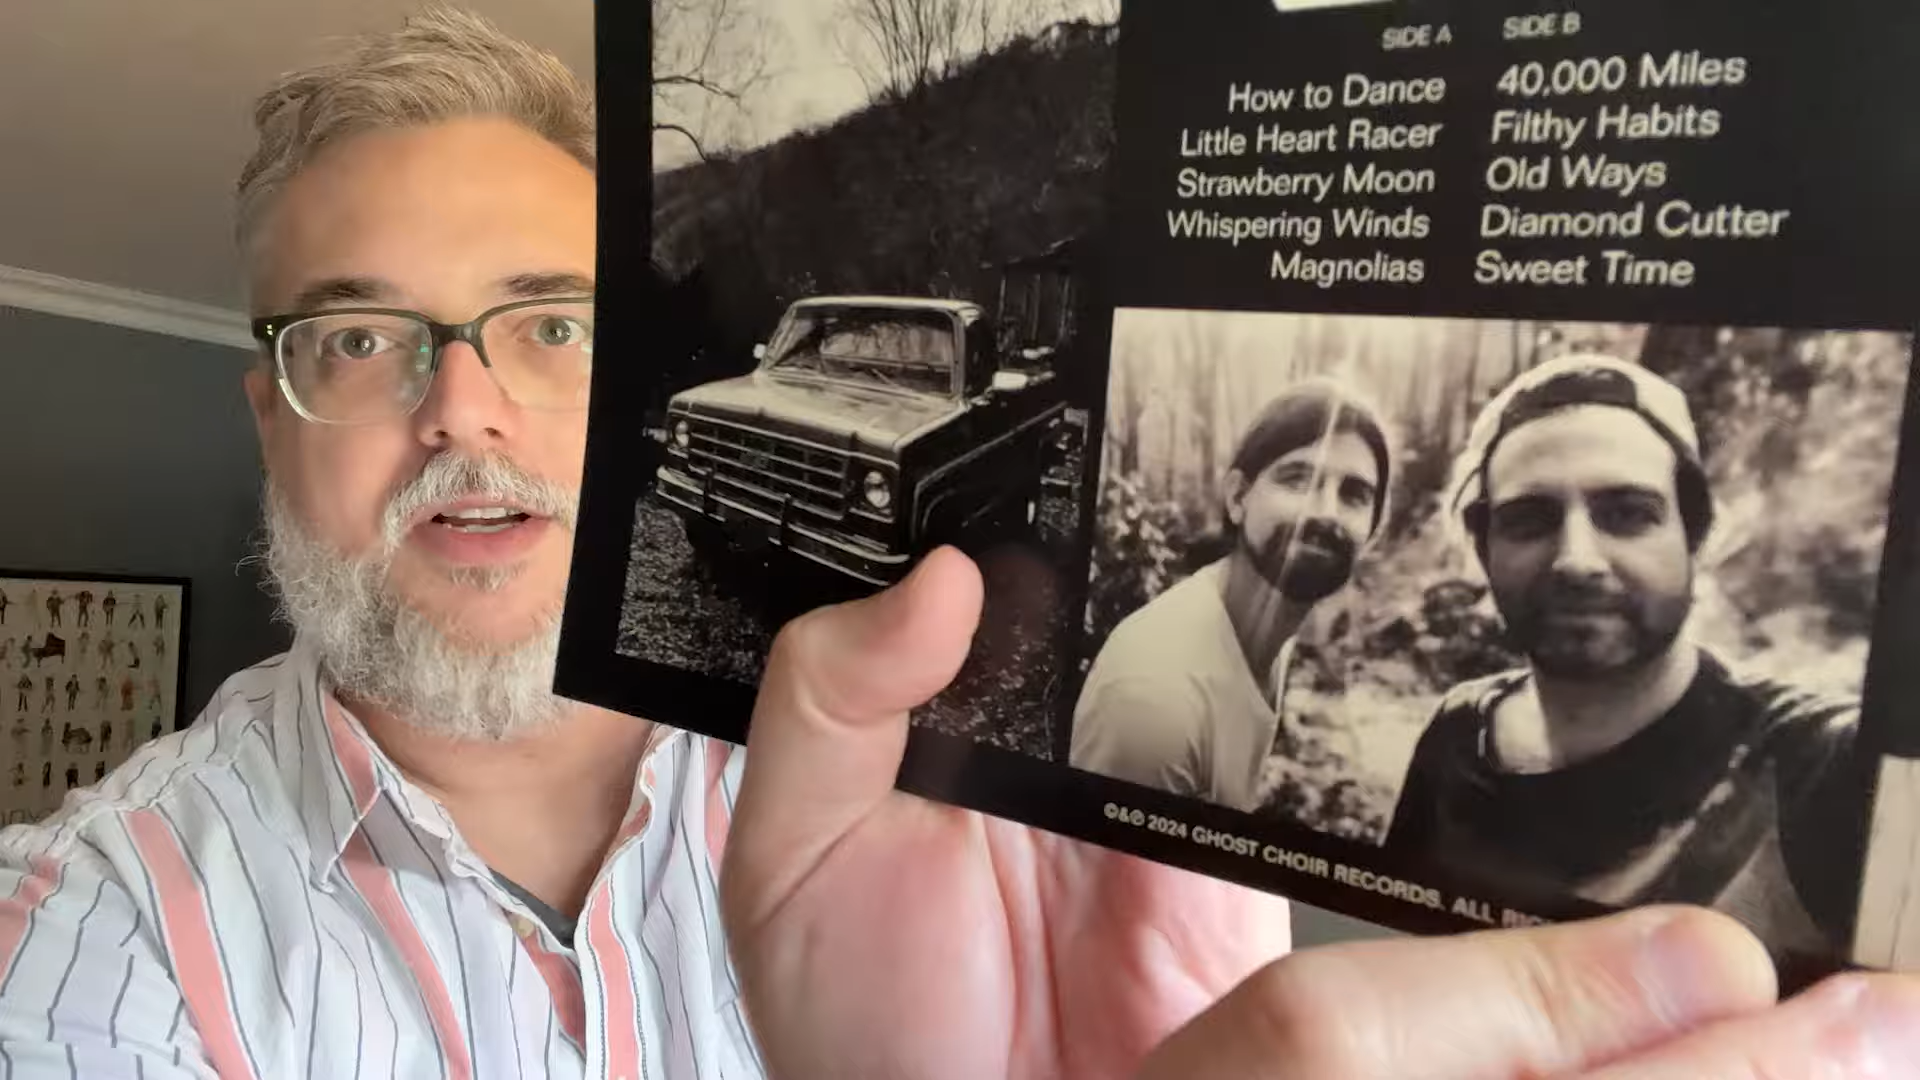 SIDE A
How to Dance
Little Heart Racer
Strawberry Moon
Whispering Winds
Magnolias
SIDE B
40,000 Miles
Filthy Habits
Old Ways
Diamond Cutter
Sweet Time
©&℗ 2024 GHOST CHOIR RECORDS. ALL